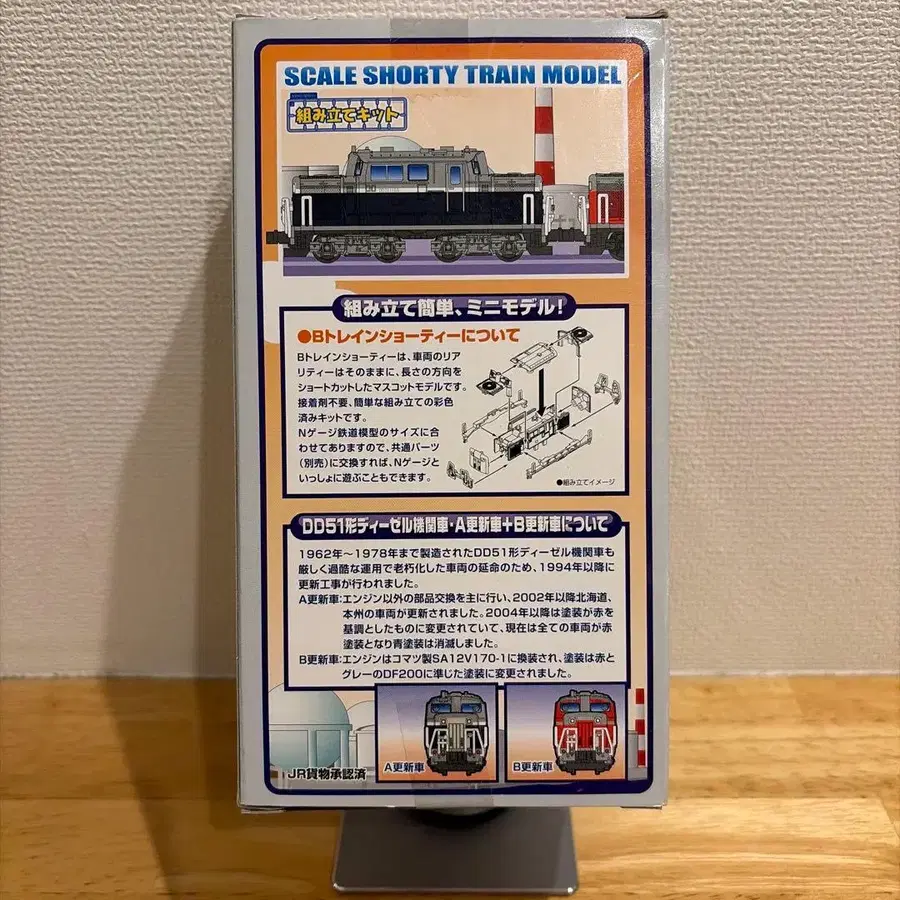 SCALE SHORTY TRAIN MODEL
組み立てキット
組み立て簡単、ミニモデル！
●Bトレインショーティーについて
Bトレインショーティーは、車両のリア
リティーはそのままに、長さの方向を
ショートカットしたマスコットモデルです。
接着剤不要、簡単な組み立ての彩色
済みキットです。
Nゲージ鉄道模型のサイズに合
わせてありますので、共通パーツ
（別売）に交換すれば、Nゲージと
いっしょに遊ぶこともできます。
●組み立てイメージ
DD51形ディーゼル機関車・A更新車＋B更新車について
1962年～1978年まで製造されたDD51形ディーゼル機関車も
厳しく過酷な運用で老朽化した車両の延命のため、1994年以降に
更新工事が行われました。
A更新車：エンジン以外の部品交換を主に行い、2002年以降北海道、
本州の車両が更新されました。2004年以降は塗装が赤を
基調としたものに変更されていて、現在は全ての車両が赤
塗装となり青塗装は消滅しました。
B更新車：エンジンはコマツ製SA12V170-1に換装され、塗装は赤と
グレーのDF200に準じた塗装に変更されました。
JR貨物承認済
A更新車
B更新車